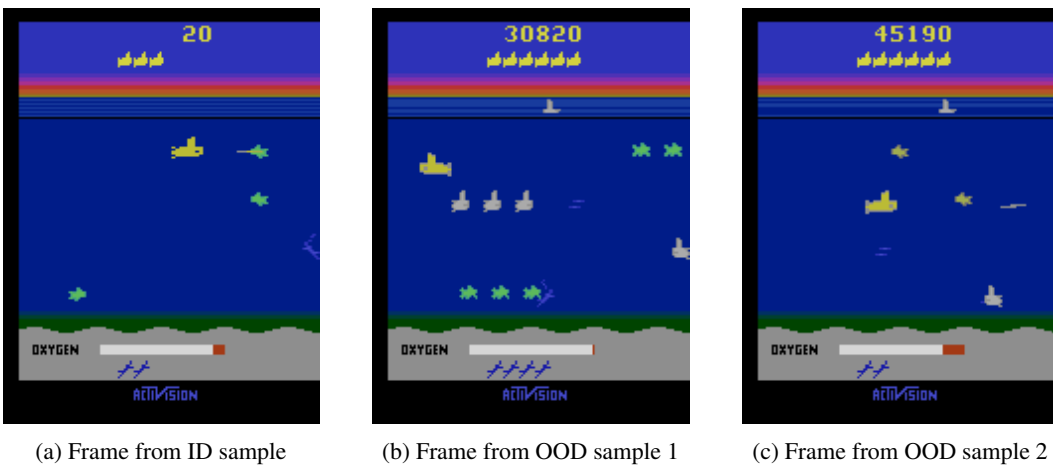 20
30820
45190
OXYGEN
OXYGEN
OXYGEN
ACTIVISION
ACTIVISION
ACTIVISION
(a) Frame from ID sample
(b) Frame from OOD sample 1
(c) Frame from OOD sample 2